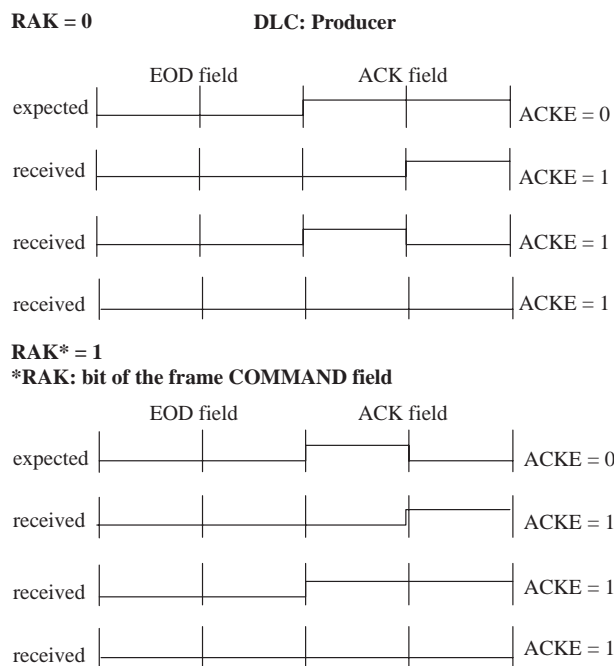 RAK = 0 DLC: Producer
EOD field ACK field
expected ACKE = 0
received ACKE = 1
received ACKE = 1
received ACKE = 1
RAK* = 1
*RAK: bit of the frame COMMAND field
EOD field ACK field
expected ACKE = 0
received ACKE = 1
received ACKE = 1
received ACKE = 1